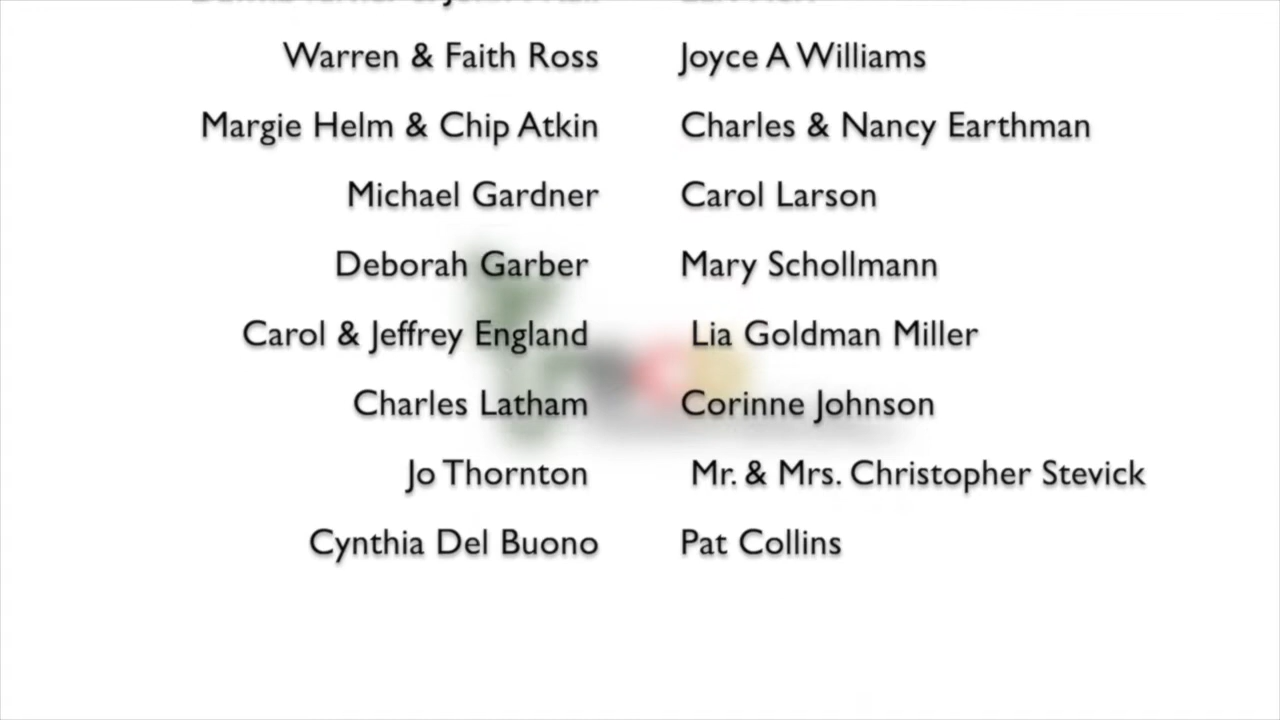 Warren & Faith Ross Joyce A Williams
Margie Helm & Chip Atkin Charles & Nancy Earthman
Michael Gardner Carol Larson
Deborah Garber Mary Schollmann
Carol & Jeffrey England Lia Goldman Miller
Charles Latham Corinne Johnson
Jo Thornton Mr. & Mrs. Christopher Stevick
Cynthia Del Buono Pat Collins